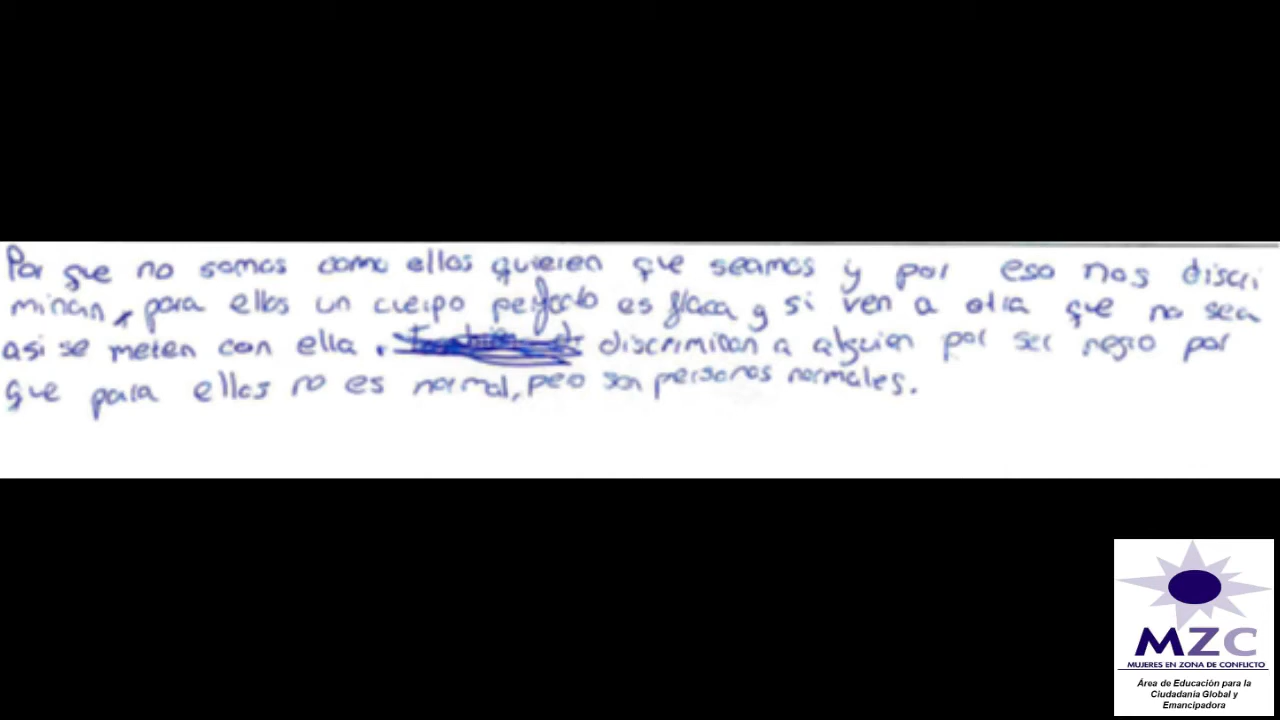 Por que no somos como ellos quieren que seamos y por eso nos discri
minan, para ellos un cuerpo perfecto es flaca y si ven a otra que no sea
asi se meten con ella. discriminan a alguien por ser negro por
que para ellos no es normal, pero son personas normales.
MZC
MUJERES EN ZONA DE CONFLICTO
Área de Educación para la
Ciudadanía Global y
Emancipadora